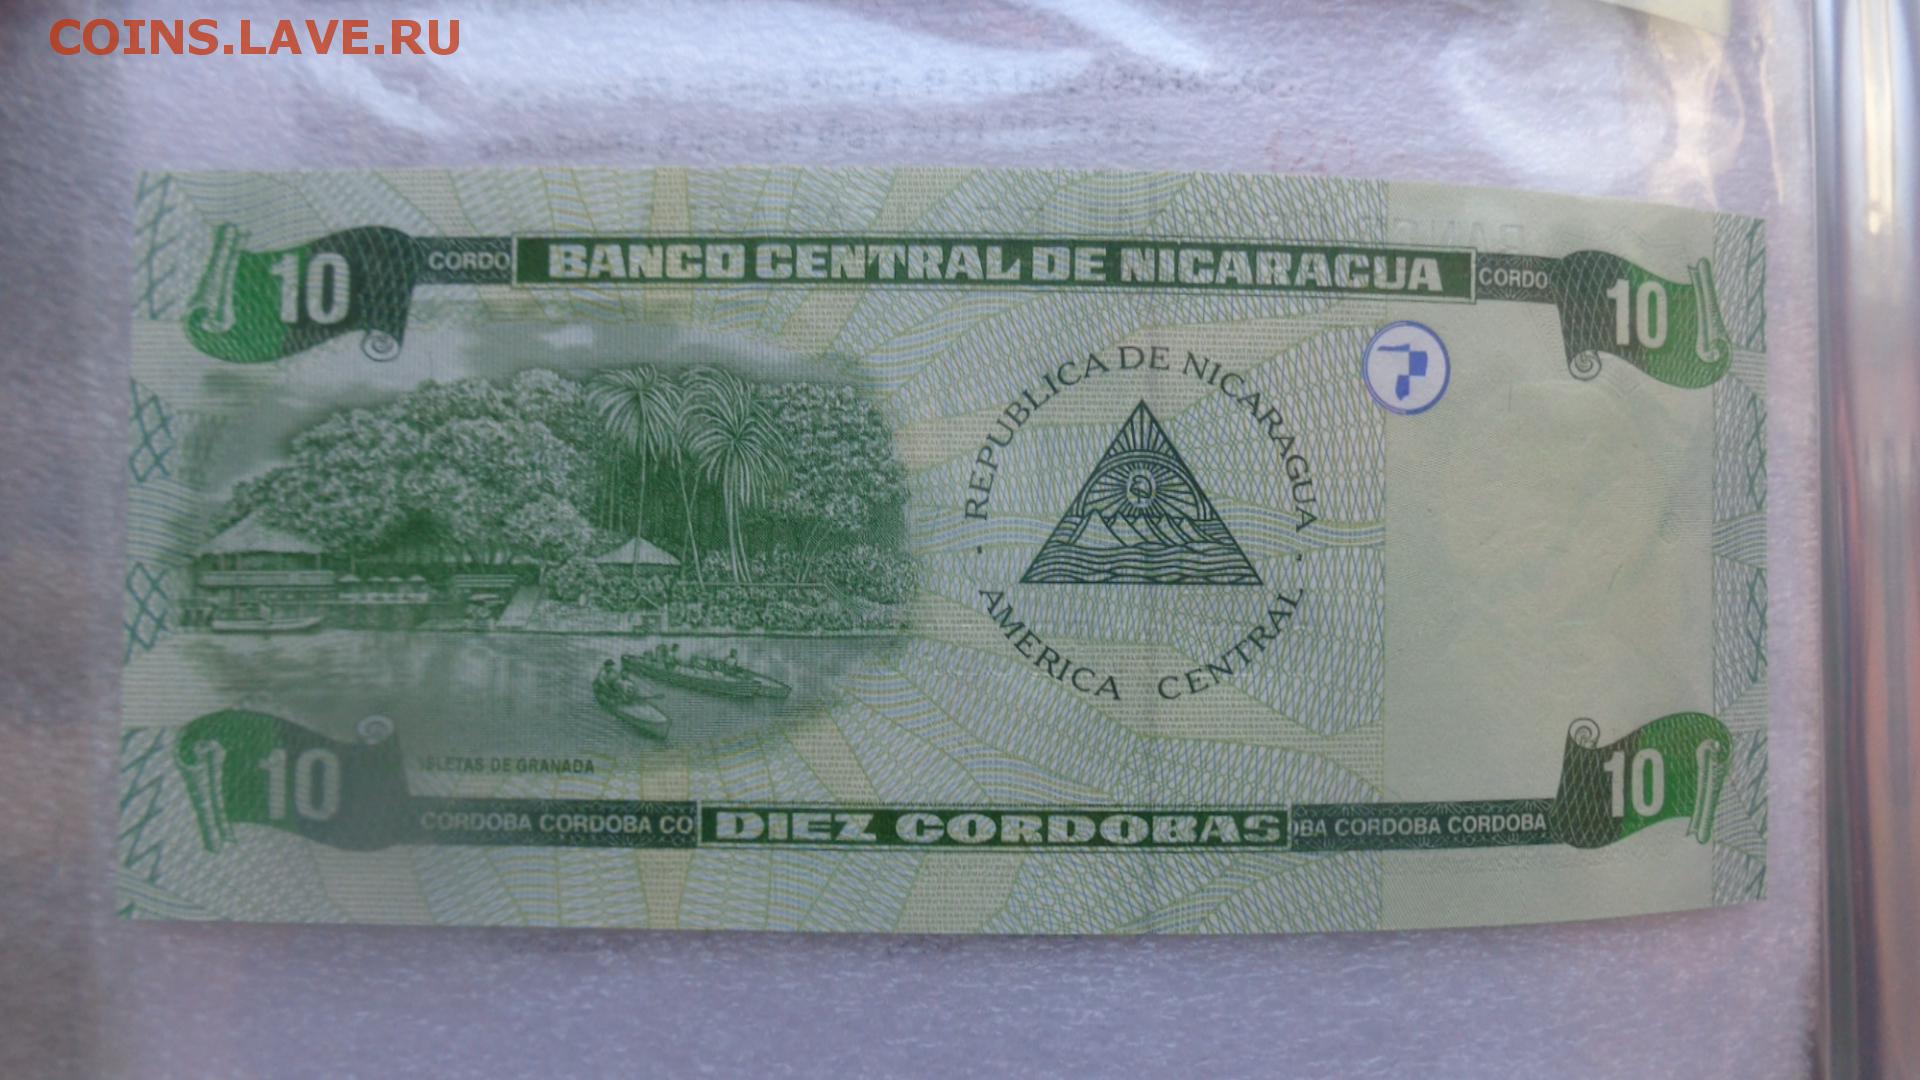 COINS.LAVE.RU
10 CORDO BANCO CENTRAL DE NICARAGUA CORDO 10
REPUBLICA DE NICARAGUA
AMERICA CENTRAL
ISLETAS DE GRANADA
10 CORDOBA CORDOBA CO DIEZ CORDOBAS OBA CORDOBA CORDOBA 10